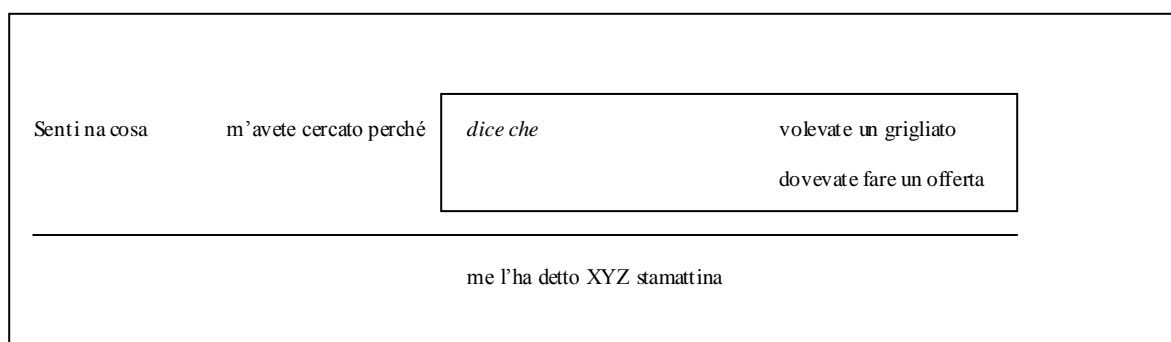 Senti na cosa m’avete cercato perché dice che volevate un grigliato
dovevate fare un offerta
me l’ha detto XYZ stamattina